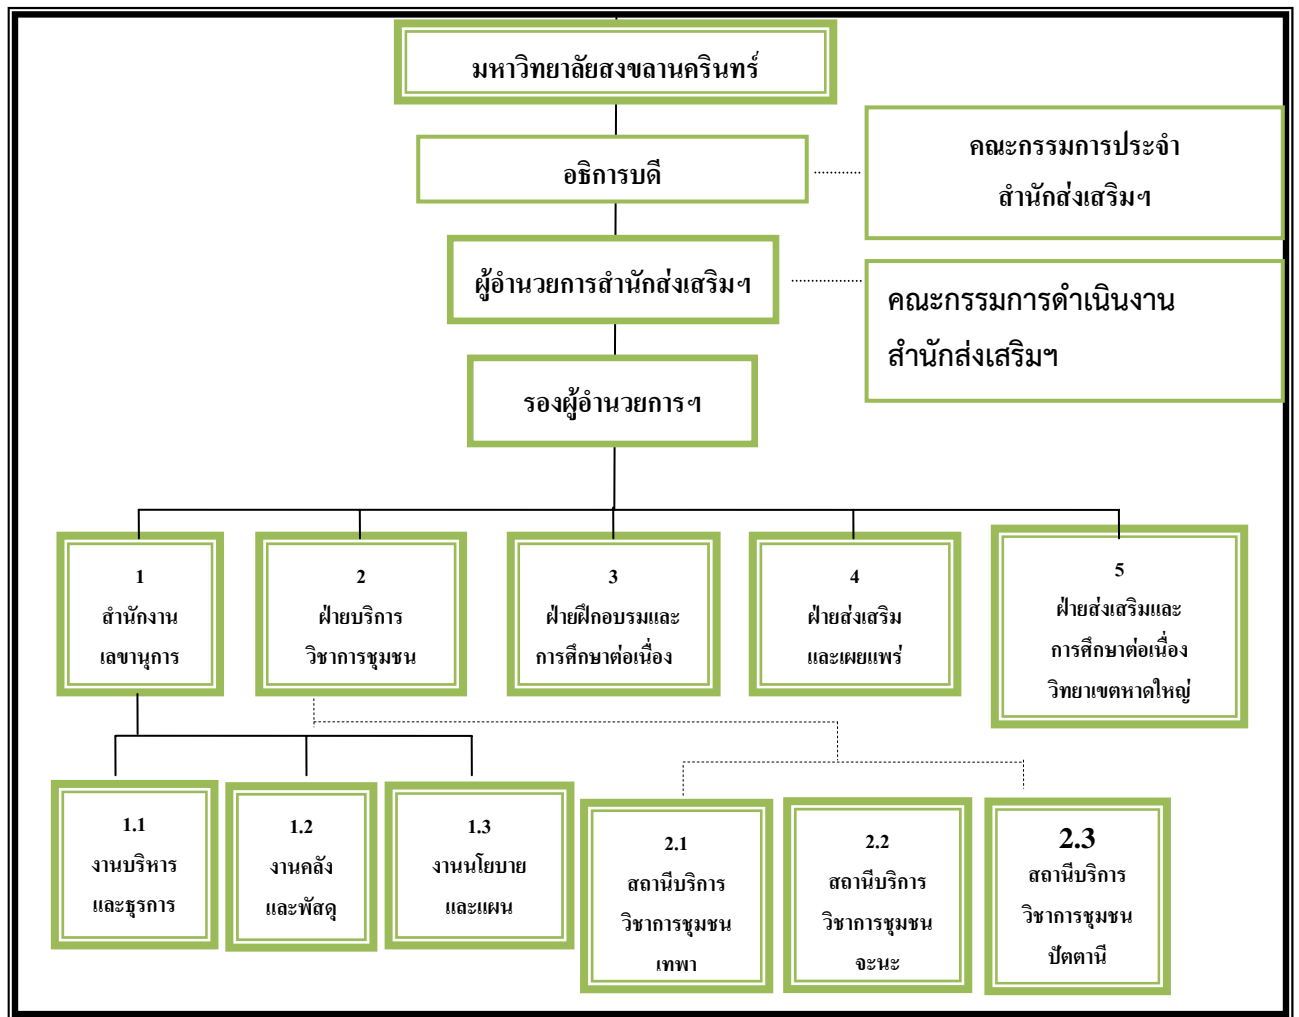 มหาวิทยาลัยสงขลานครินทร์
อธิการบดี
คณะกรรมการประจำ
สำนักส่งเสริมฯ
ผู้อำนวยการสำนักส่งเสริมฯ
คณะกรรมการดำเนินงาน
สำนักส่งเสริมฯ
รองผู้อำนวยการฯ
1
สำนักงาน
เลขานุการ
2
ฝ่ายบริการ
วิชาการชุมชน
3
ฝ่ายฝึกอบรมและ
การศึกษาต่อเนื่อง
4
ฝ่ายส่งเสริม
และเผยแพร่
5
ฝ่ายส่งเสริมและ
การศึกษาต่อเนื่อง
วิทยาเขตหาดใหญ่
1.1
งานบริหาร
และธุรการ
1.2
งานคลัง
และพัสดุ
1.3
งานนโยบาย
และแผน
2.1
สถานีบริการ
วิชาการชุมชน
เทพา
2.2
สถานีบริการ
วิชาการชุมชน
จะนะ
2.3
สถานีบริการ
วิชาการชุมชน
ปัตตานี